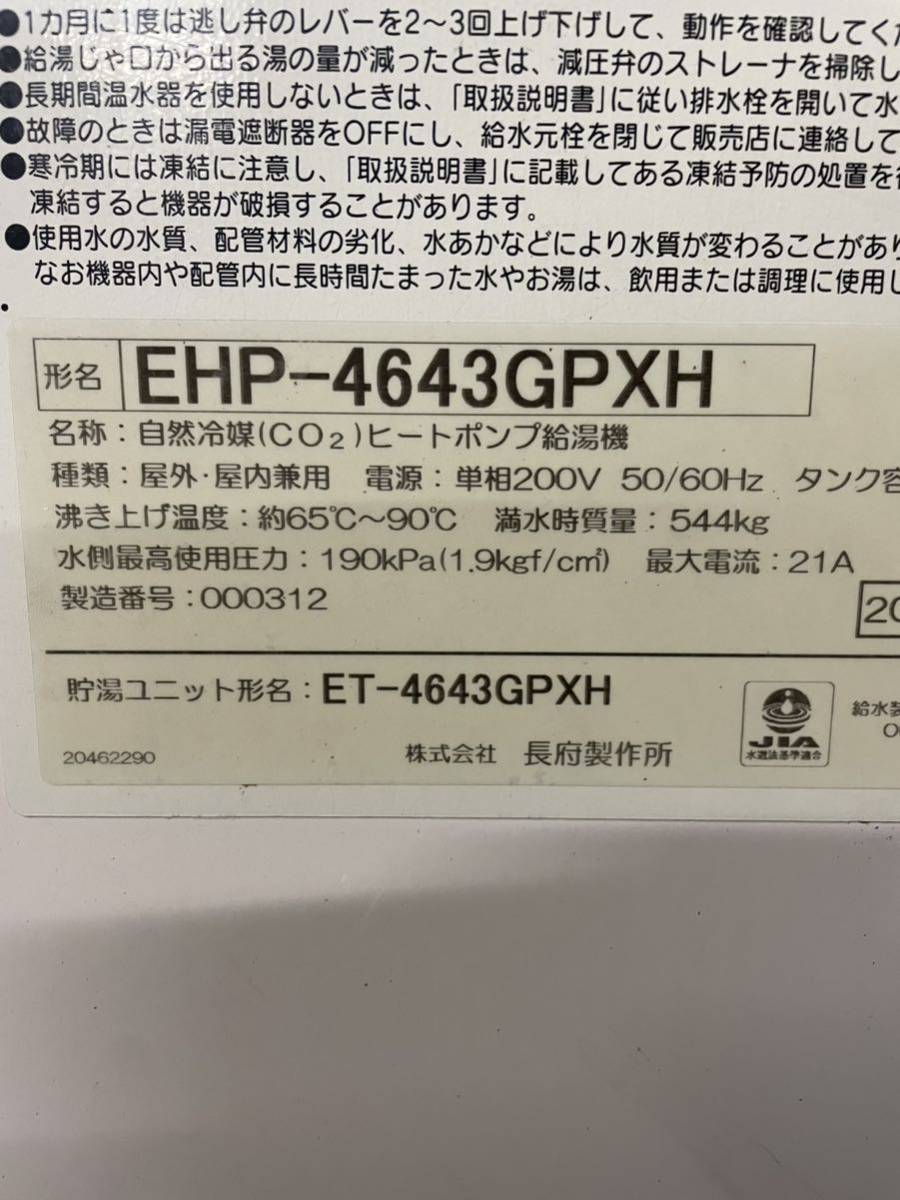 ●1カ月に1度は逃し弁のレバーを2〜3回上げ下げして、動作を確認してくだ
●給湯じゃ口から出る湯の量が減ったときは、減圧弁のストレーナを掃除し
●長期間温水器を使用しないときは、「取扱説明書」に従い排水栓を開いて水
●故障のときは漏電遮断器をOFFにし、給水元栓を閉じて販売店に連絡して
●寒冷期には凍結に注意し、「取扱説明書」に記載してある凍結予防の処置を行
凍結すると機器が破損することがあります。
●使用水の水質、配管材料の劣化、水あかなどにより水質が変わることがあり
なお機器内や配管内に長時間たまった水やお湯は、飲用または調理に使用し
形名 EHP-4643GPXH
名称：自然冷媒(CO₂)ヒートポンプ給湯機
種類：屋外・屋内兼用 電源：単相200V 50/60Hz タンク容
沸き上げ温度：約65℃〜90℃ 満水時質量：544kg
水側最高使用圧力：190kPa(1.9kgf/c㎡) 最大電流：21A
製造番号：000312
20
貯湯ユニット形名：ET-4643GPXH
JIA
水道法基準適合
給水装
20462290 株式会社 長府製作所